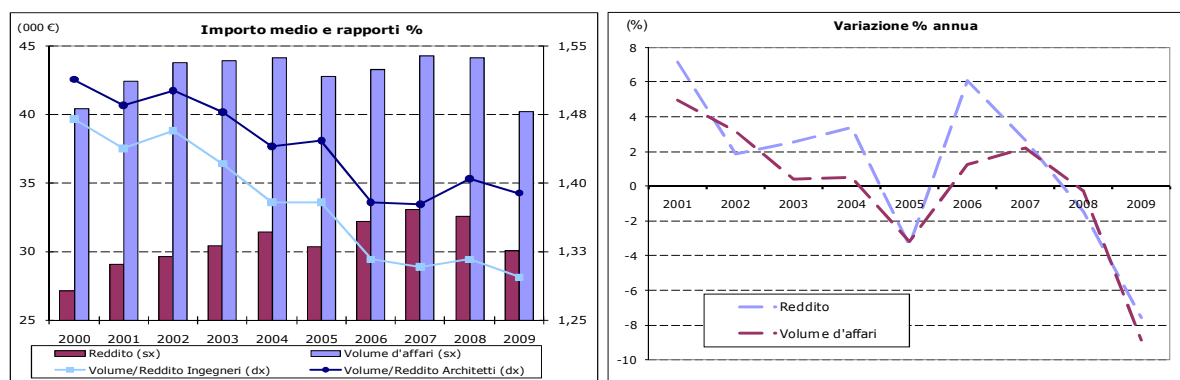 (000 €)
Importo medio e rapporti %
45
40
35
30
25
1,55
1,48
1,40
1,33
1,25
2000 2001 2002 2003 2004 2005 2006 2007 2008 2009
Reddito (sx)
Volume d'affari (sx)
Volume/Reddito Ingegneri (dx)
Volume/Reddito Architetti (dx)
(%)
Variazione % annua
8
6
4
2
0
-2
-4
-6
-8
-10
2001 2002 2003 2004 2005 2006 2007 2008 2009
Reddito
Volume d'affari